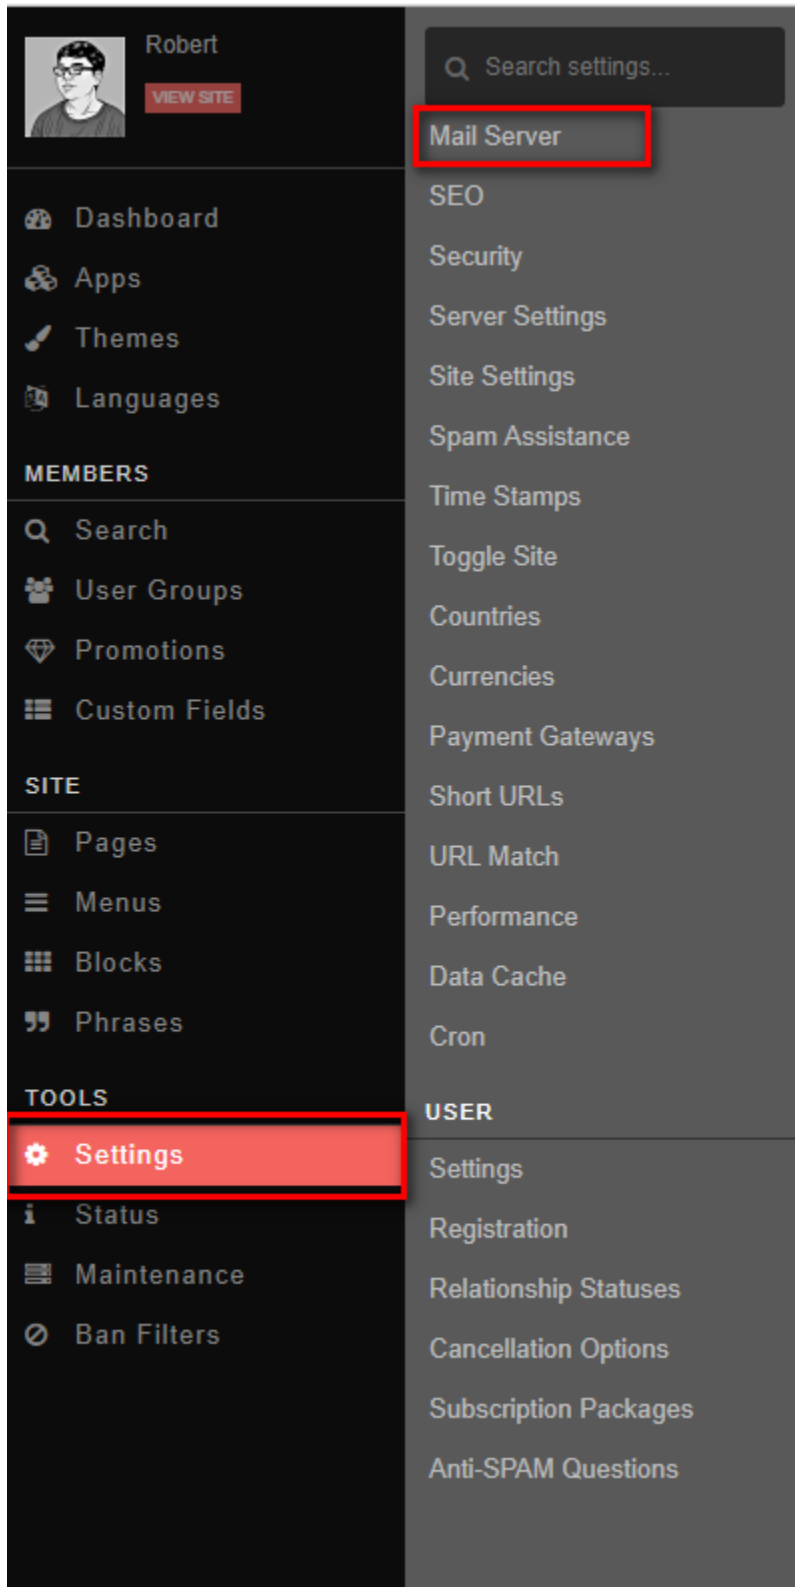 Robert
VIEW SITE
Dashboard
Apps
Themes
Languages
MEMBERS
Search
User Groups
Promotions
Custom Fields
SITE
Pages
Menus
Blocks
Phrases
TOOLS
Settings
Status
Maintenance
Ban Filters
Search settings...
Mail Server
SEO
Security
Server Settings
Site Settings
Spam Assistance
Time Stamps
Toggle Site
Countries
Currencies
Payment Gateways
Short URLs
URL Match
Performance
Data Cache
Cron
USER
Settings
Registration
Relationship Statuses
Cancellation Options
Subscription Packages
Anti-SPAM Questions